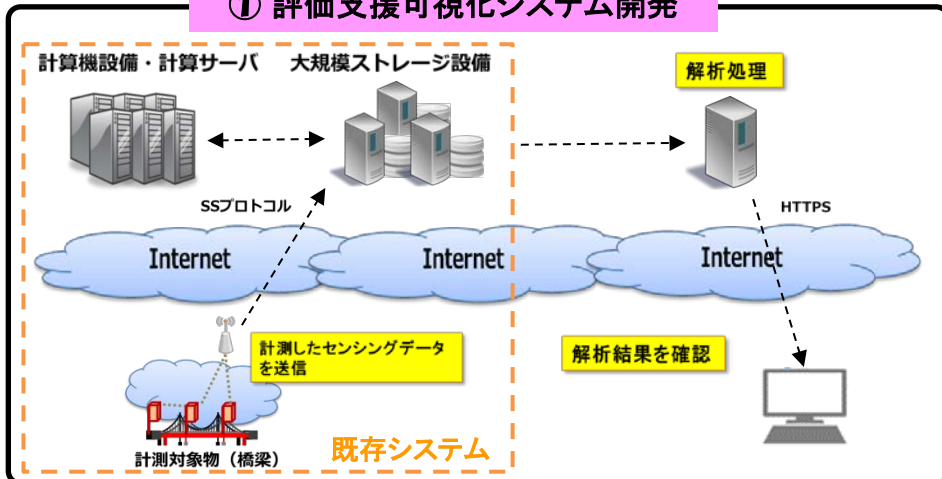 ① 評価支援可視化システム開発
計算機設備・計算サーバ
大規模ストレージ設備
解析処理
SSプロトコル
HTTPS
Internet
Internet
Internet
計測したセンシングデータ
を送信
解析結果を確認
既存システム
計測対象物（橋梁）